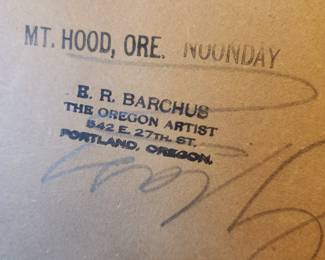 MT. HOOD, ORE. NOONDAY
E. R. BARCHUS
THE OREGON ARTIST
542 E. 27TH. ST.
PORTLAND, OREGON.